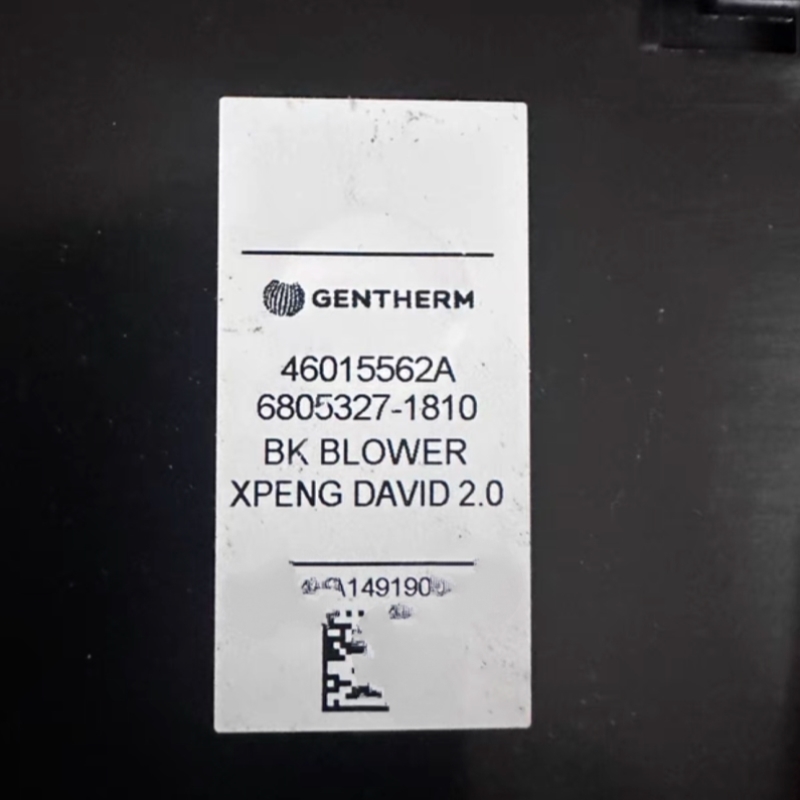 GENTHERM
46015562A
6805327-1810
BK BLOWER
XPENG DAVID 2.0